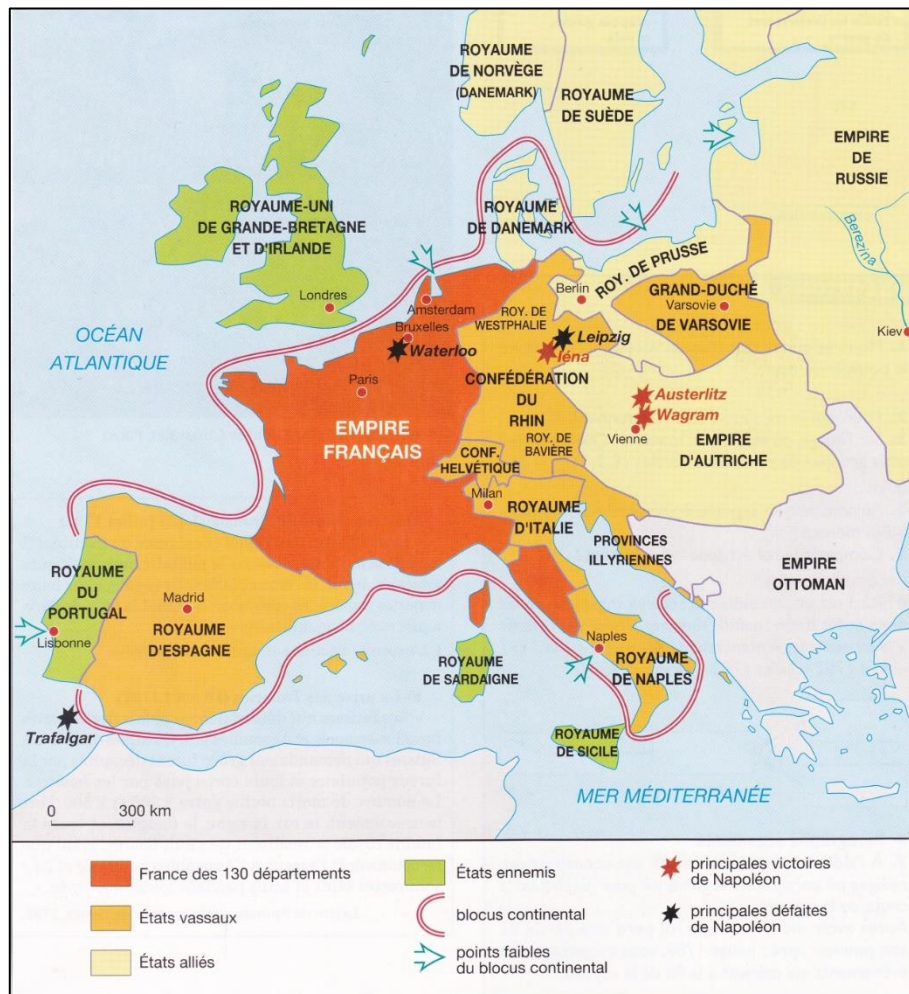 ROYAUME
DE NORVÈGE
(DANEMARK)
ROYAUME
DE SUÈDE
EMPIRE
DE
RUSSIE
ROYAUME-UNI
DE GRANDE-BRETAGNE
ET D'IRLANDE
ROYAUME
DE DANEMARK
Berezina
ROY. DE PRUSSE
Londres
Amsterdam
Berlin
GRAND-DUCHÉ
Varsovie
DE VARSOVIE
ROY. DE
WESTPHALIE
Bruxelles
Kiev
OCÉAN
ATLANTIQUE
Waterloo
Leipzig
Iéna
Paris
CONFÉDÉRATION
DU
RHIN
Austerlitz
Wagram
EMPIRE
FRANÇAIS
ROY. DE
BAVIÈRE
Vienne
EMPIRE
D'AUTRICHE
CONF.
HELVÉTIQUE
Milan
ROYAUME
D'ITALIE
PROVINCES
ILLYRIENNES
EMPIRE
OTTOMAN
ROYAUME
DU
PORTUGAL
Lisbonne
Madrid
ROYAUME
D'ESPAGNE
Naples
ROYAUME
DE NAPLES
ROYAUME
DE SARDAIGNE
Trafalgar
ROYAUME
DE SICILE
MER MÉDITERRANÉE
0 300 km
France des 130 départements
États vassaux
États alliés
États ennemis
blocus continental
points faibles
du blocus continental
principales victoires
de Napoléon
principales défaites
de Napoléon